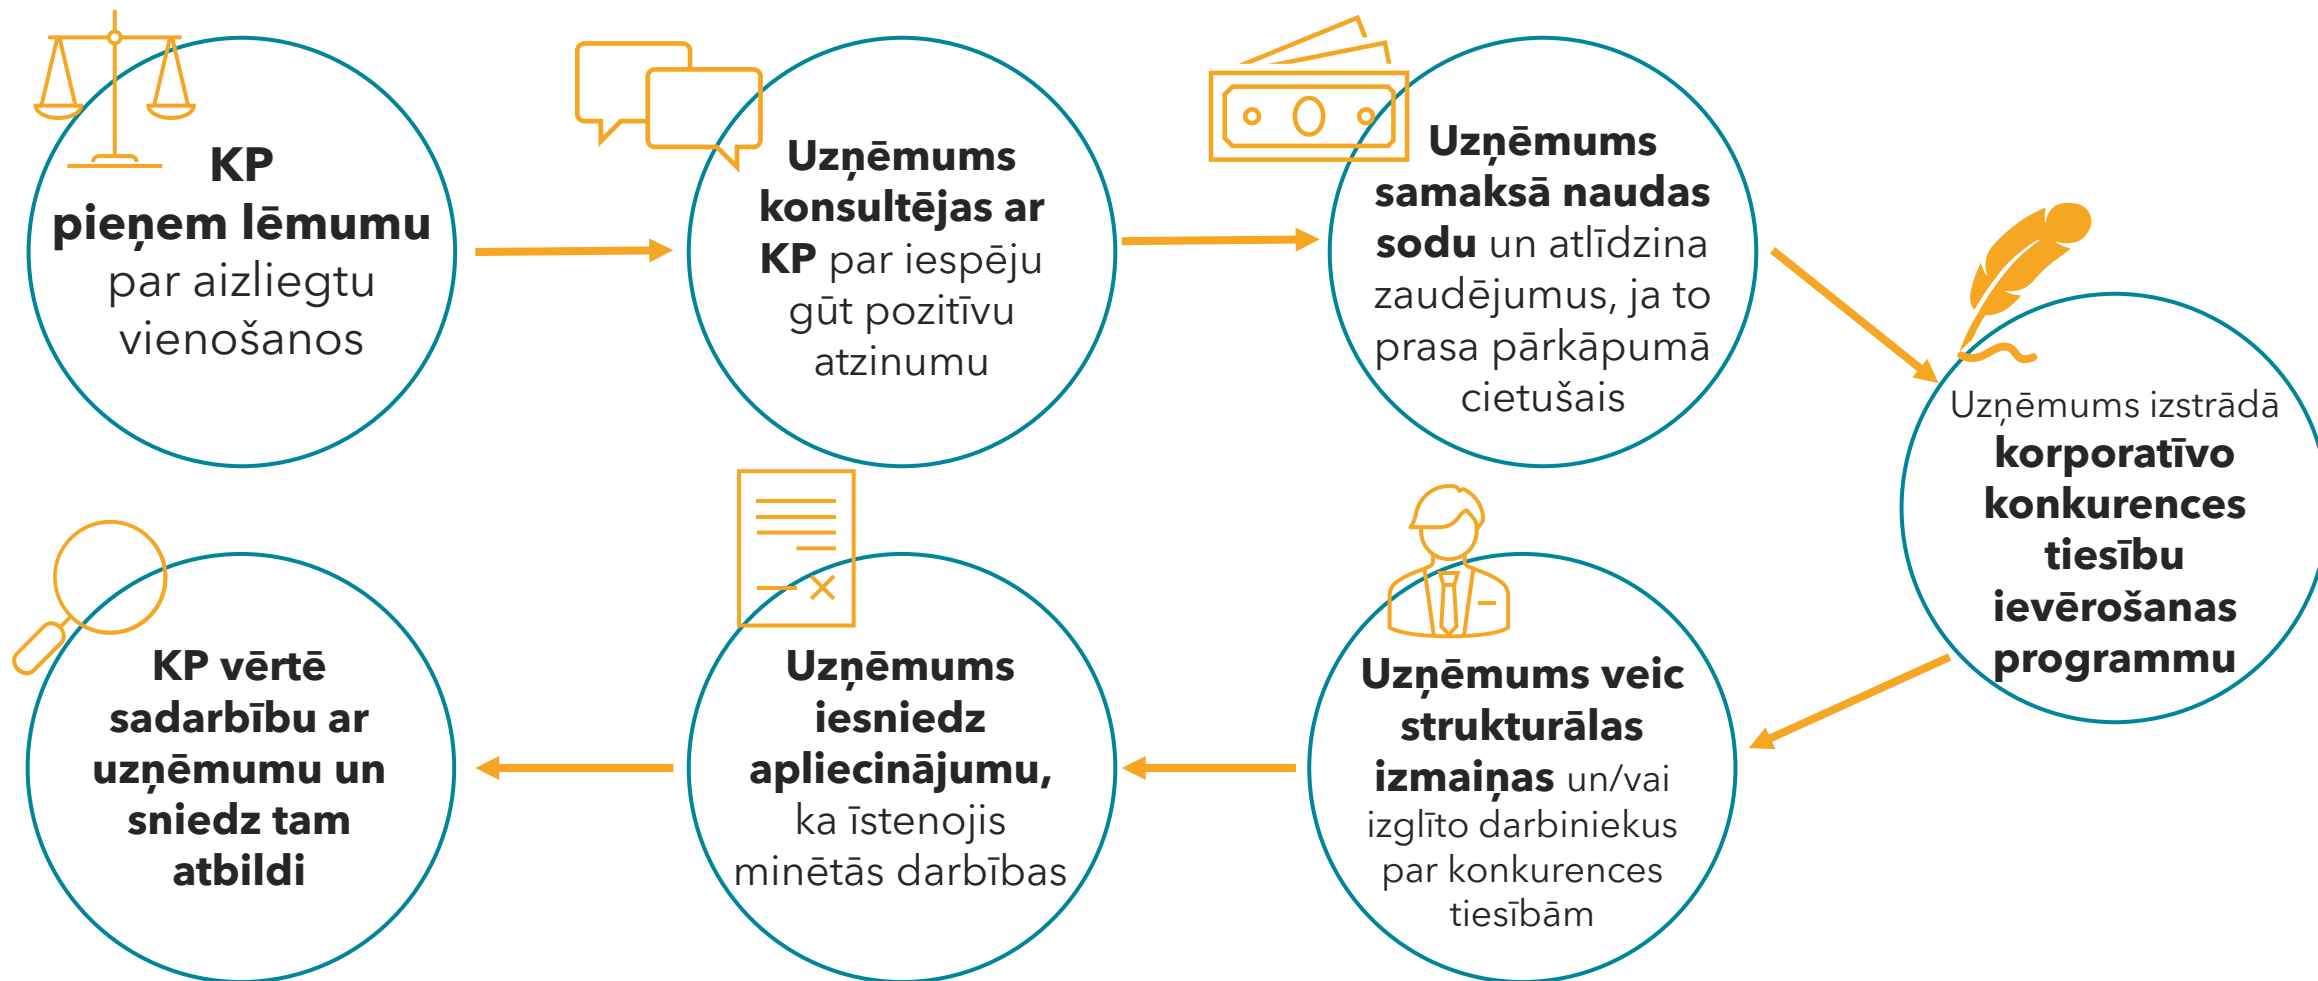 KP
pieņem lēmumu
par aizliegtu
vienošanos
Uzņēmums
konsultējas ar
KP par iespēju
gūt pozitīvu
atzinumu
Uzņēmums
samaksā naudas
sodu un atlīdzina
zaudējumus, ja to
prasa pārkāpumā
cietušais
Uzņēmums izstrādā
korporatīvo
konkurences
tiesību
ievērošanas
programmu
Uzņēmums veic
strukturālas
izmaiņas un/vai
izglīto darbiniekus
par konkurences
tiesībām
Uzņēmums
iesniedz
apliecinājumu,
ka īstenojis
minētās darbības
KP vērtē
sadarbību ar
uzņēmumu un
sniedz tam
atbildi